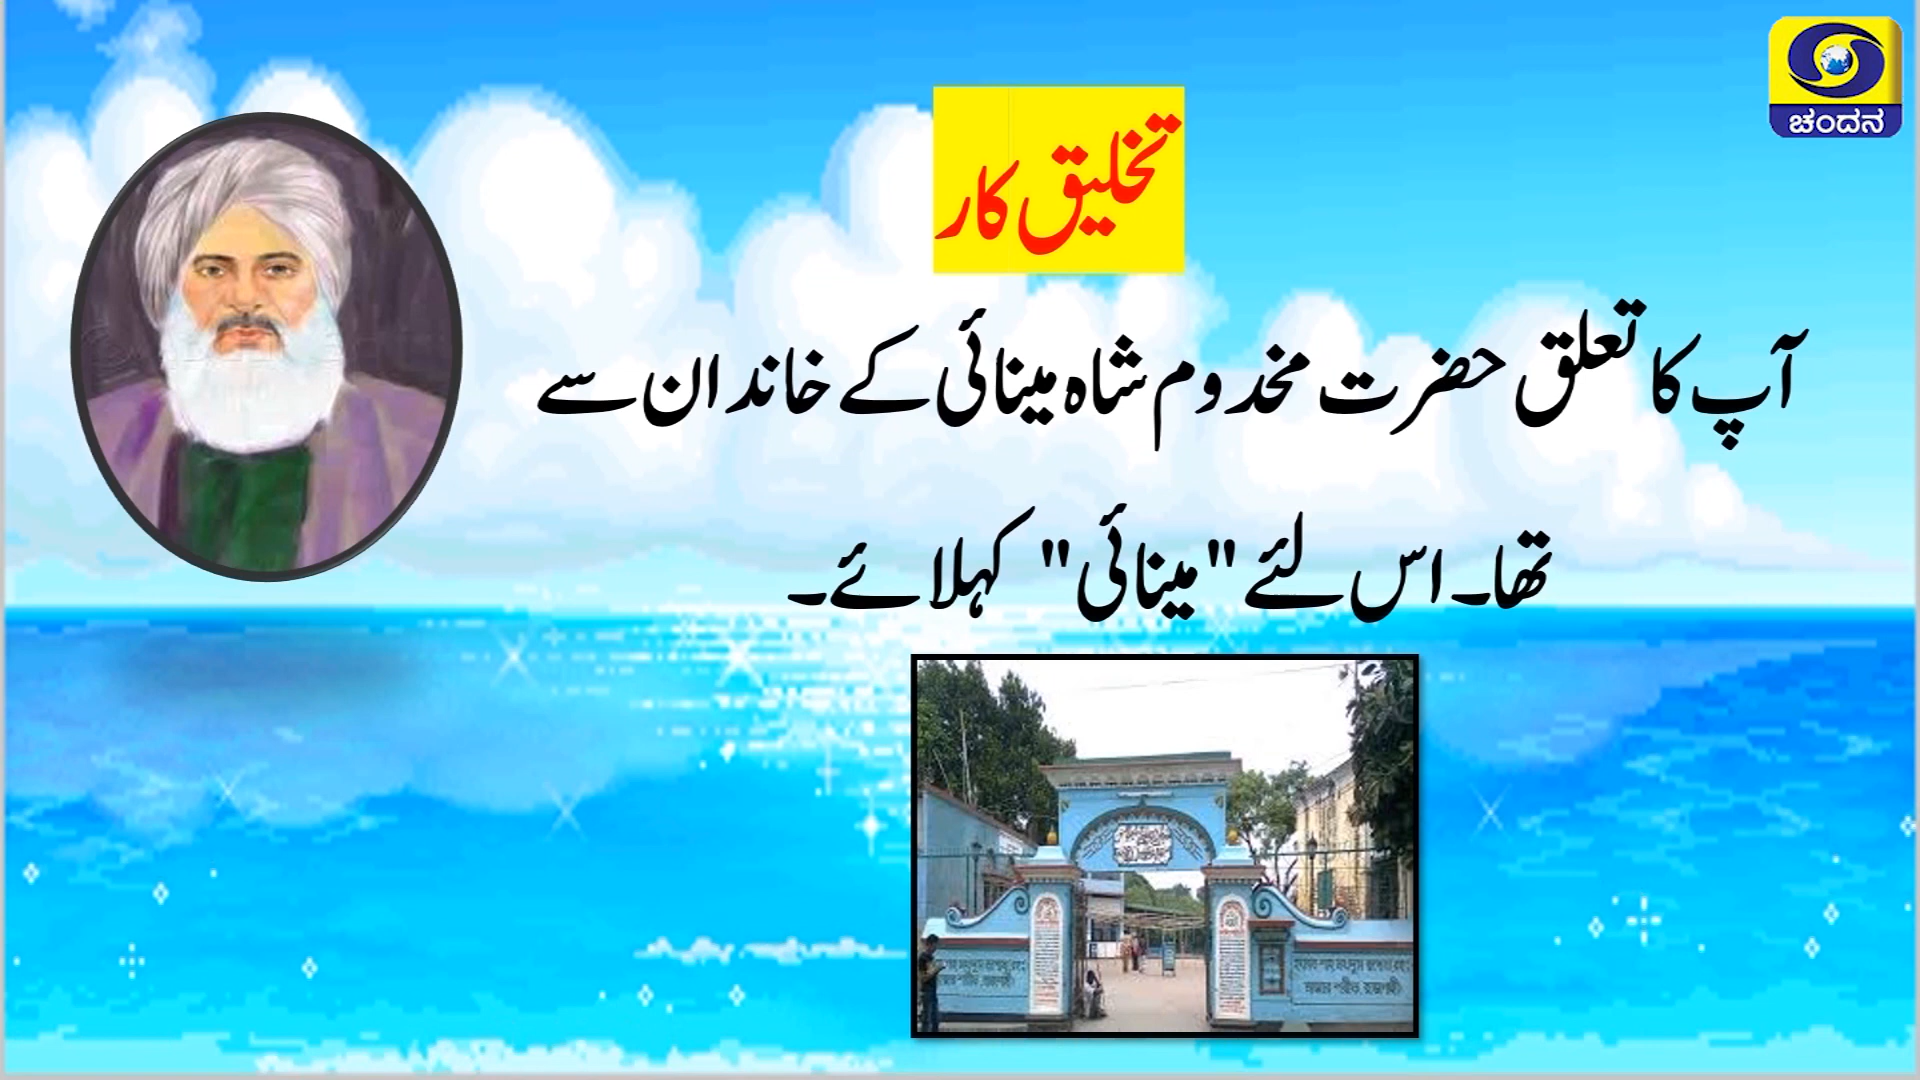 ಚಂದನ
تخلیق کار
آپ کا تعلق حضرت مخدوم شاہ مینائی کے خاندان سے
تھا۔ اس لئے "مینائی" کہلائے۔